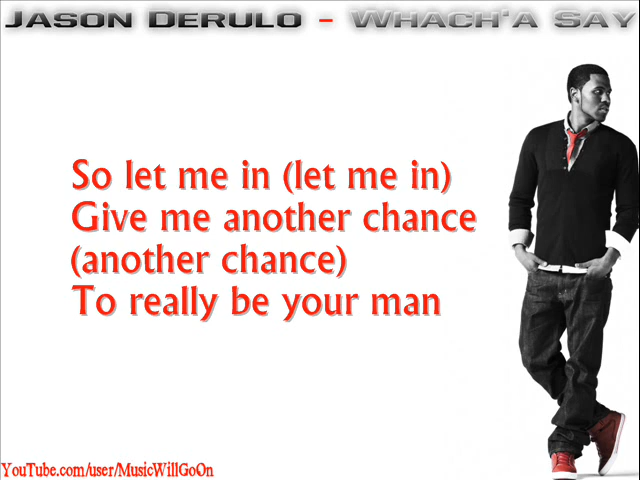 Jason Derulo - Whach'a Say
So let me in (let me in)
Give me another chance
(another chance)
To really be your man
YouTube.com/user/MusicWillGoOn